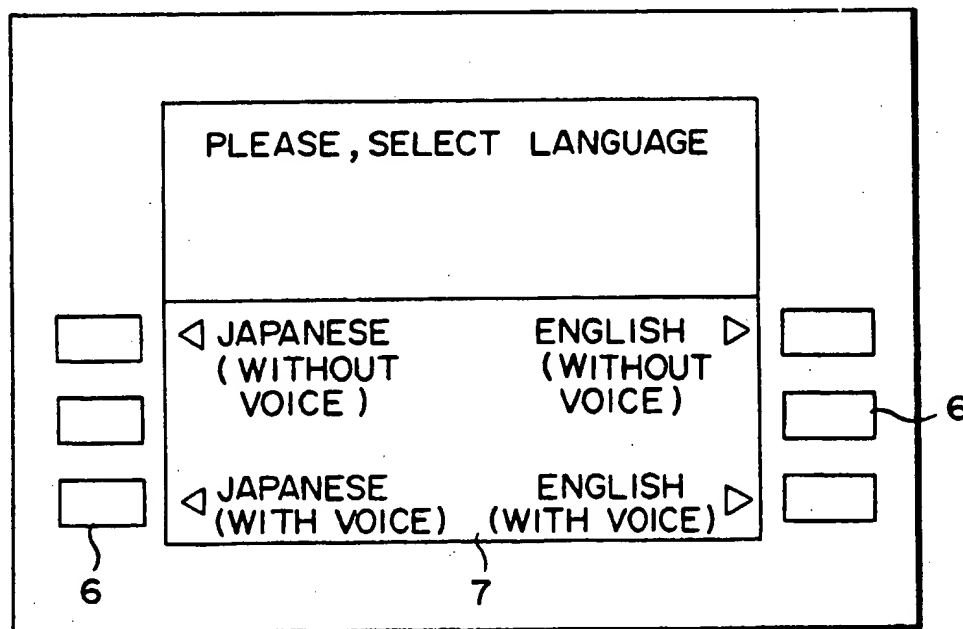 PLEASE, SELECT LANGUAGE
◁ JAPANESE ENGLISH ▷
(WITHOUT (WITHOUT
VOICE) VOICE)
6
◁ JAPANESE ENGLISH ▷
(WITH VOICE) (WITH VOICE)
6 7